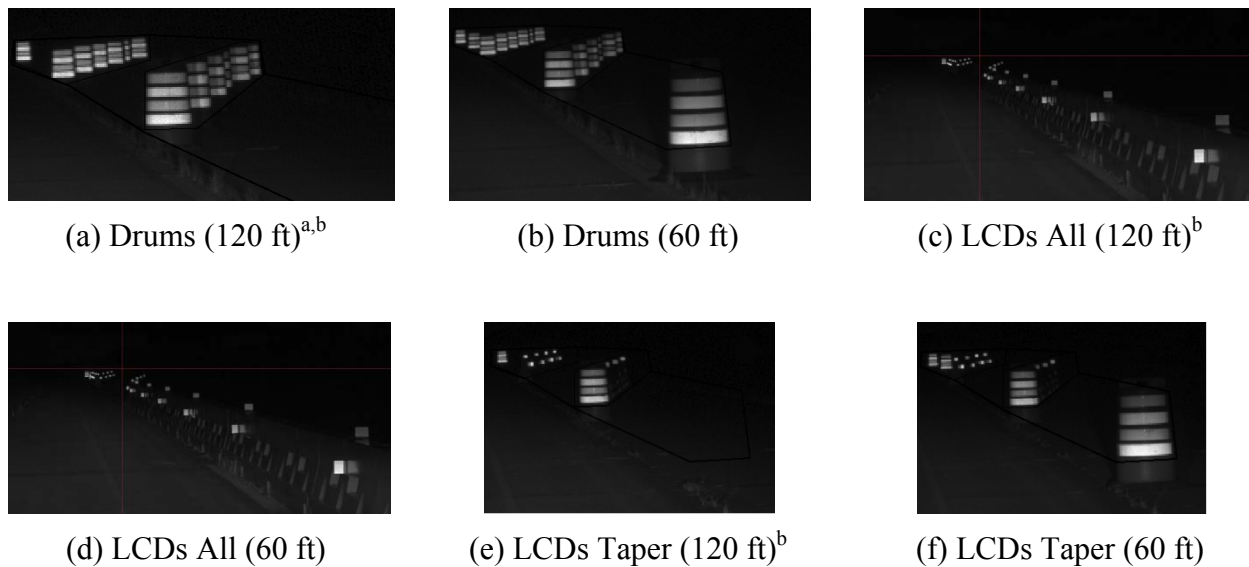 (a) Drums (120 ft)a,b
(b) Drums (60 ft)
(c) LCDs All (120 ft)b
(d) LCDs All (60 ft)
(e) LCDs Taper (120 ft)b
(f) LCDs Taper (60 ft)